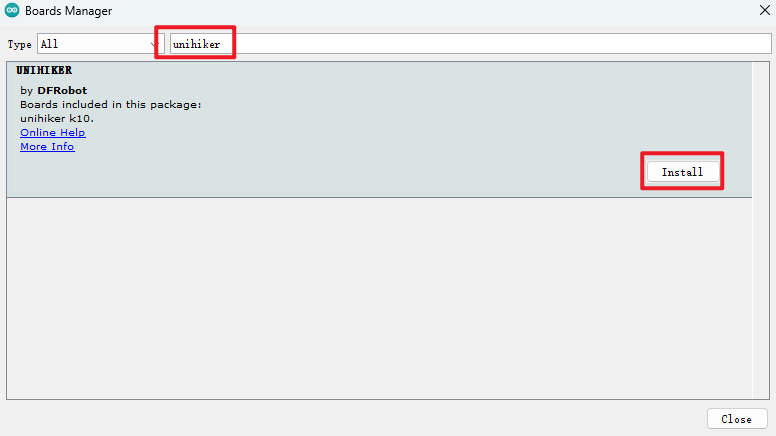 Boards Manager
Type All unihiker
UNIHIKER
by DFRobot
Boards included in this package:
unihiker k10.
Online Help
More Info
Install
Close